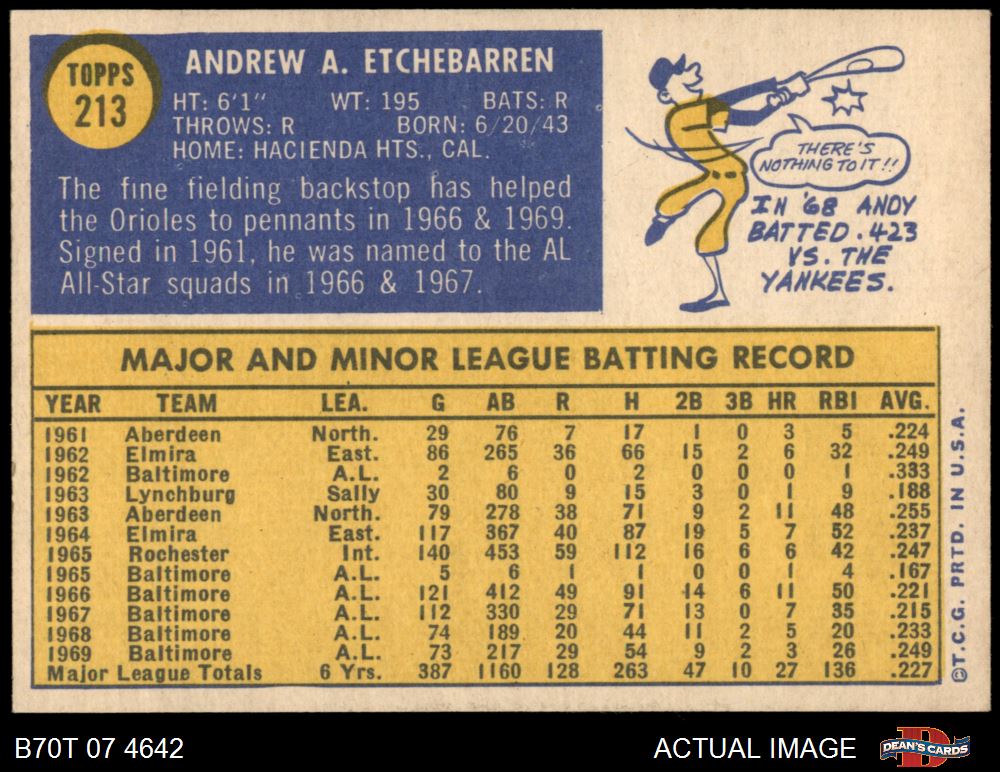 TOPPS
213
ANDREW A. ETCHEBARREN
HT: 6'1" WT: 195 BATS: R
THROWS: R BORN: 6/20/43
HOME: HACIENDA HTS., CAL.
The fine fielding backstop has helped
the Orioles to pennants in 1966 & 1969.
Signed in 1961, he was named to the AL
All-Star squads in 1966 & 1967.
THERE'S
NOTHING TO IT!!
IN '68 ANDY
BATTED .423
VS. THE
YANKEES.
MAJOR AND MINOR LEAGUE BATTING RECORD
YEAR TEAM LEA. G AB R H 2B 3B HR RBI AVG.
1961 Aberdeen North. 29 76 7 17 1 0 3 5 .224
1962 Elmira East. 86 265 36 66 15 2 6 32 .249
1962 Baltimore A.L. 2 6 0 2 0 0 0 1 .333
1963 Lynchburg Sally 30 80 9 15 3 0 1 9 .188
1963 Aberdeen North. 79 278 38 71 9 2 11 48 .255
1964 Elmira East. 117 367 40 87 19 5 7 52 .237
1965 Rochester Int. 140 453 59 112 16 6 6 42 .247
1965 Baltimore A.L. 5 6 1 1 0 0 1 4 .167
1966 Baltimore A.L. 121 412 49 91 14 6 11 50 .221
1967 Baltimore A.L. 112 330 29 71 13 0 7 35 .215
1968 Baltimore A.L. 74 189 20 44 11 2 5 20 .233
1969 Baltimore A.L. 73 217 29 54 9 2 3 26 .249
Major League Totals 6 Yrs. 387 1160 128 263 47 10 27 136 .227
©T.C.G. PRTD. IN U.S.A.
B70T 07 4642
ACTUAL IMAGE
D
DEAN'S CARDS